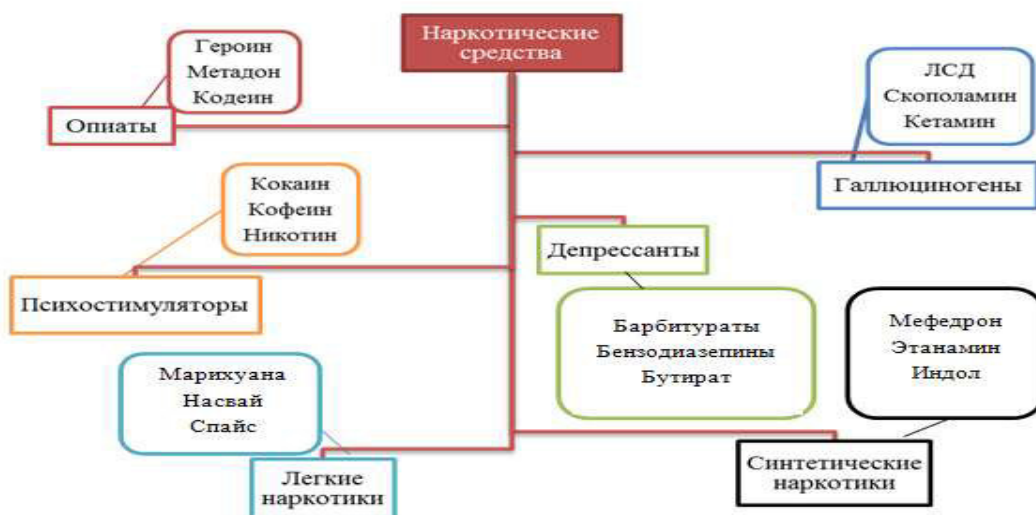 Наркотические
средства
Героин
Метадон
Кодеин
Опиаты
ЛСД
Скополамин
Кетамин
Галлюциногены
Кокаин
Кофеин
Никотин
Психостимуляторы
Депрессанты
Барбитураты
Бензодиазепины
Бутират
Мефедрон
Этанамин
Индол
Синтетические
наркотики
Марихуана
Насвай
Спайс
Легкие
наркотики